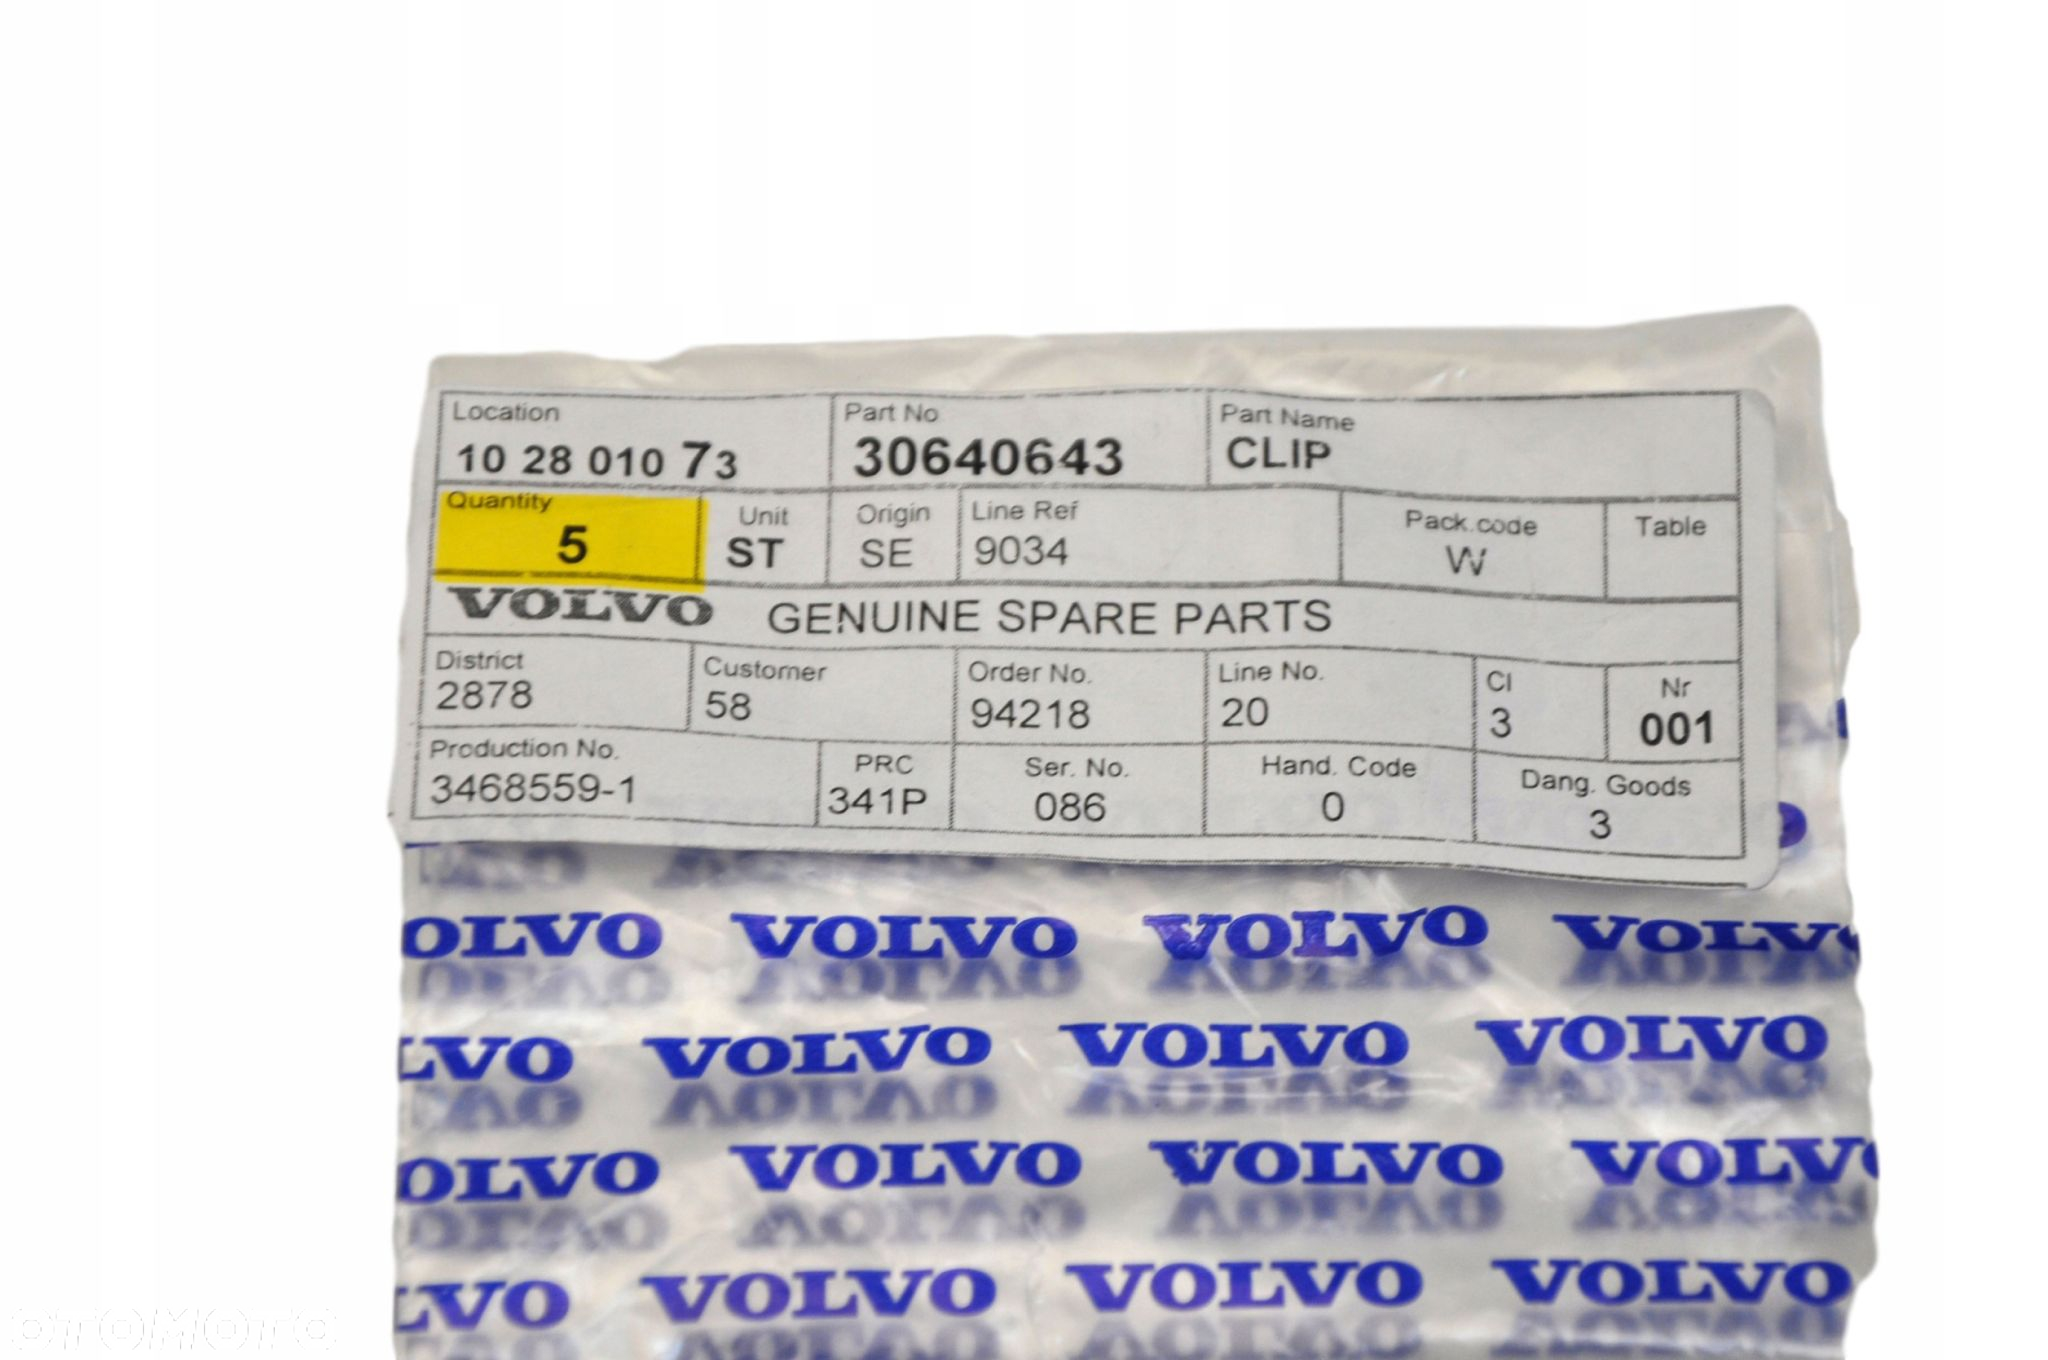 Location Part No Part Name
10 28 010 73 30640643 CLIP
Quantity Unit Origin Line Ref Pack.code Table
5 ST SE 9034 W
VOLVO GENUINE SPARE PARTS
District Customer Order No. Line No. Cl Nr
2878 58 94218 20 3 001
Production No. PRC Ser. No. Hand. Code Dang. Goods
3468559-1 341P 086 0 3
OLVO VOLVO VOLVO VOLV
LVO VOLVO VOLVO VOLVO
OLVO VOLVO VOLVO VOLV
LVO VOLVO VOLVO VOLVO
OTOMOTO